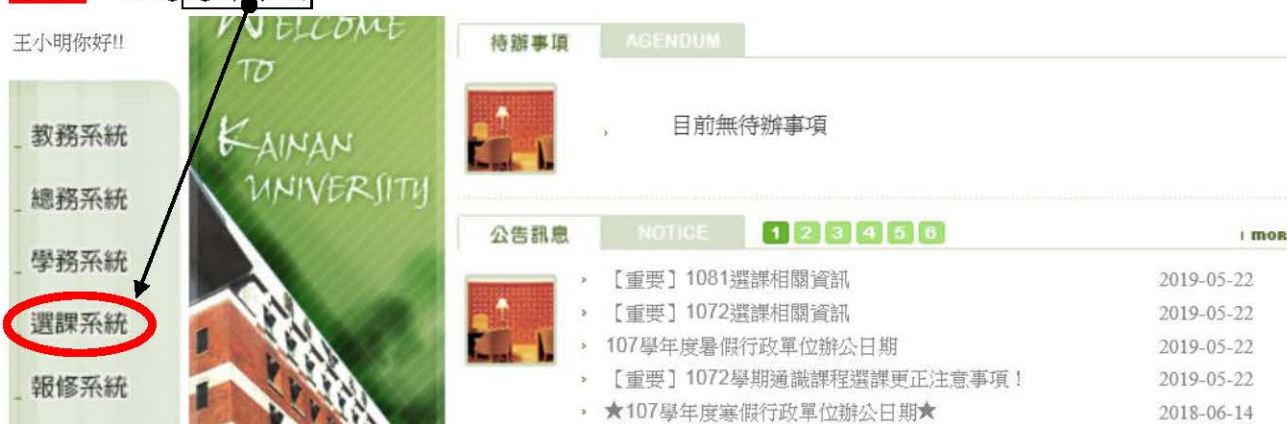 王小明你好!!
教務系統
總務系統
學務系統
選課系統
報修系統
WELCOME
TO
KAINAN
UNIVERSITY
待辦事項
AGENDUM
目前無待辦事項
公告訊息
NOTICE
1 2 3 4 5 6
【重要】1081選課相關資訊 2019-05-22
【重要】1072選課相關資訊 2019-05-22
107學年度暑假行政單位辦公日期 2019-05-22
【重要】1072學期通識課程選課更正注意事項! 2019-05-22
★107學年度寒假行政單位辦公日期★ 2018-06-14